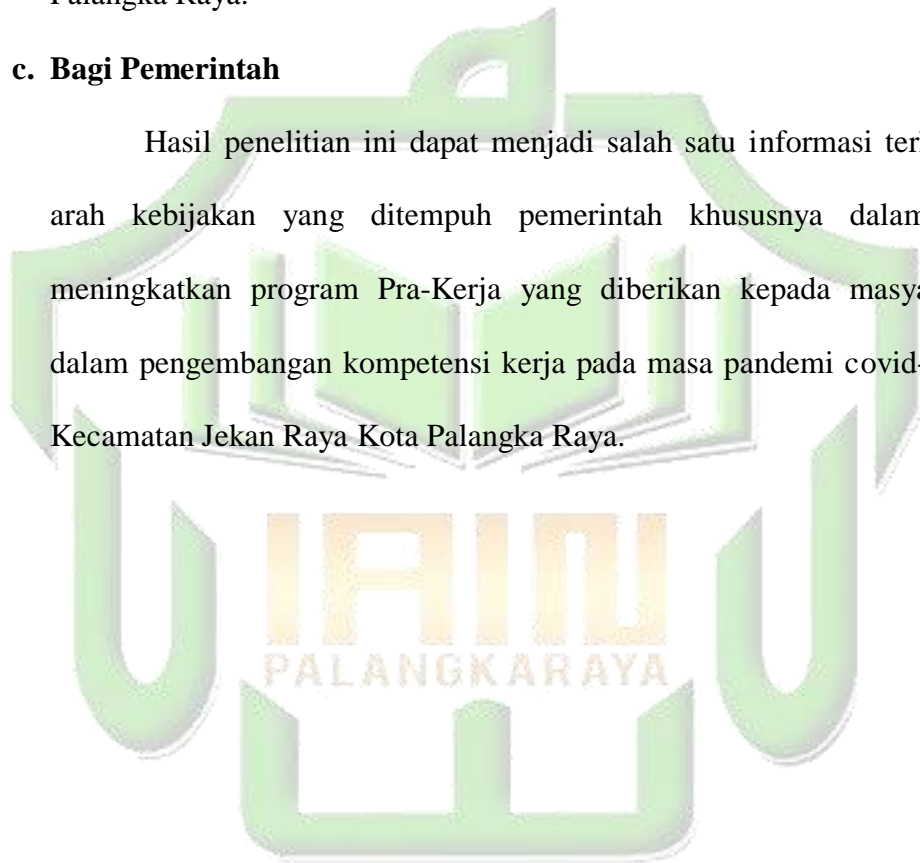 Palangka Raya.
c. Bagi Pemerintah
Hasil penelitian ini dapat menjadi salah satu informasi
arah kebijakan yang ditempuh pemerintah khususnya dalam
meningkatkan program Pra-Kerja yang diberikan kepada
dalam pengembangan kompetensi kerja pada masa pandemi covid-
Kecamatan Jekan Raya Kota Palangka Raya.
IAIN
PALANGKARAYA